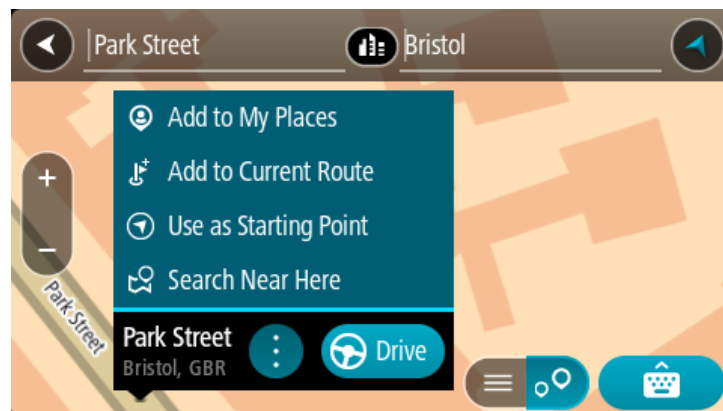 Park Street Bristol
Add to My Places
Add to Current Route
Use as Starting Point
Search Near Here
Park Street
Park Street
Bristol, GBR
Drive